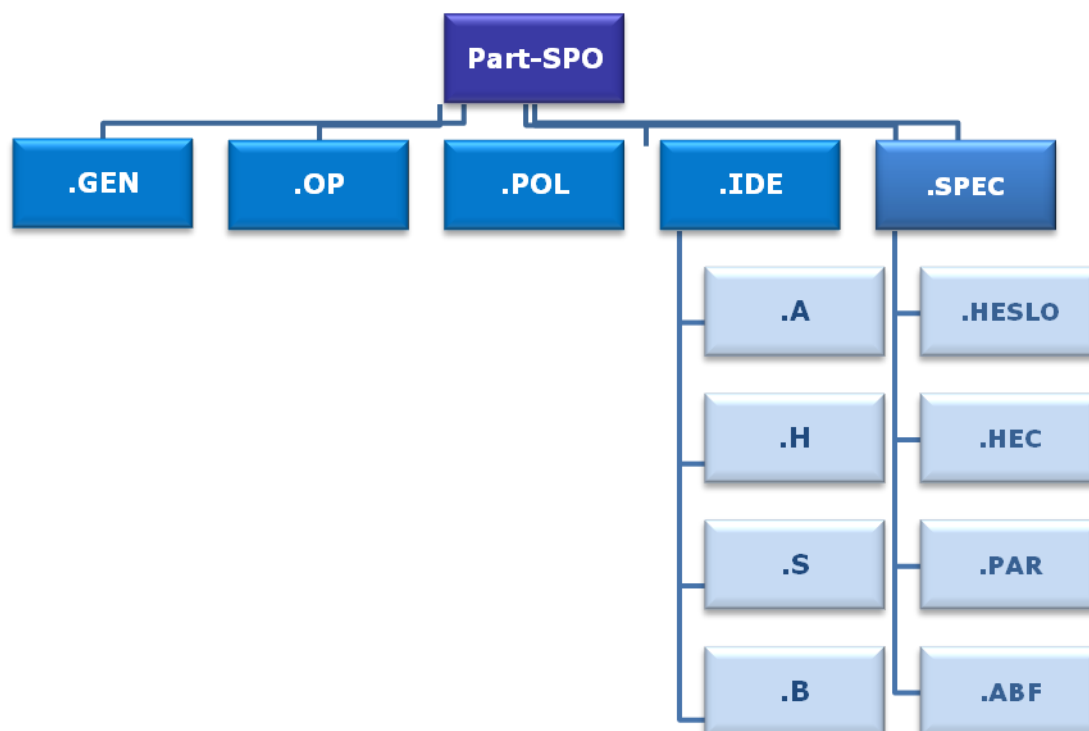 Part-SPO
.GEN
.OP
.POL
.IDE
.SPEC
.A
.HESLO
.H
.HEC
.S
.PAR
.B
.ABF